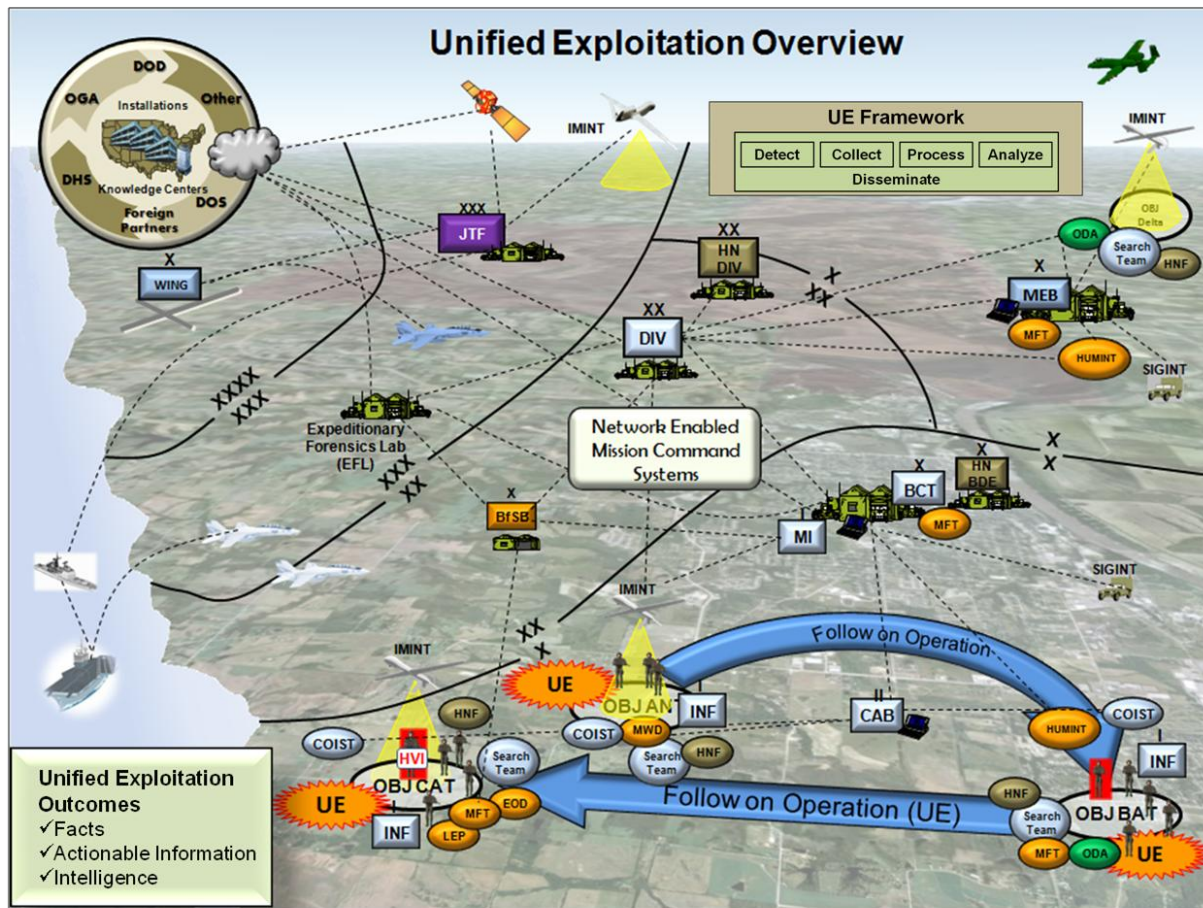 Unified Exploitation Overview
DOD
OGA
Other
Installations
DHS
Knowledge Centers
DOS
Foreign
Partners
IMINT
IMINT
UE Framework
Detect
Collect
Process
Analyze
Disseminate
OBJ
Delta
ODA
Search
Team
HNF
XXX
JTF
X
WING
XX
HN
DIV
X
X X
X
MEB
MFT
HUMINT
SIGINT
XX
DIV
XXXX
XXX
Expeditionary
Forensics Lab
(EFL)
Network Enabled
Mission Command
Systems
XXX
XX
X
X
X
BfSB
I
MI
X
BCT
MFT
X
HN
BDE
SIGINT
IMINT
IMINT
XX
X
UE
OBJ AN
I
INF
COIST
MWD
Search
Team
HNF
Follow on Operation
II
CAB
HUMINT
COIST
I
INF
HNF
COIST
HVI
OBJ CAT
Search
Team
UE
I
INF
LEP
MFT
EOD
Follow on Operation (UE)
HNF
Search
Team
OBJ BAT
MFT
ODA
UE
Unified Exploitation
Outcomes
✓Facts
✓Actionable Information
✓Intelligence